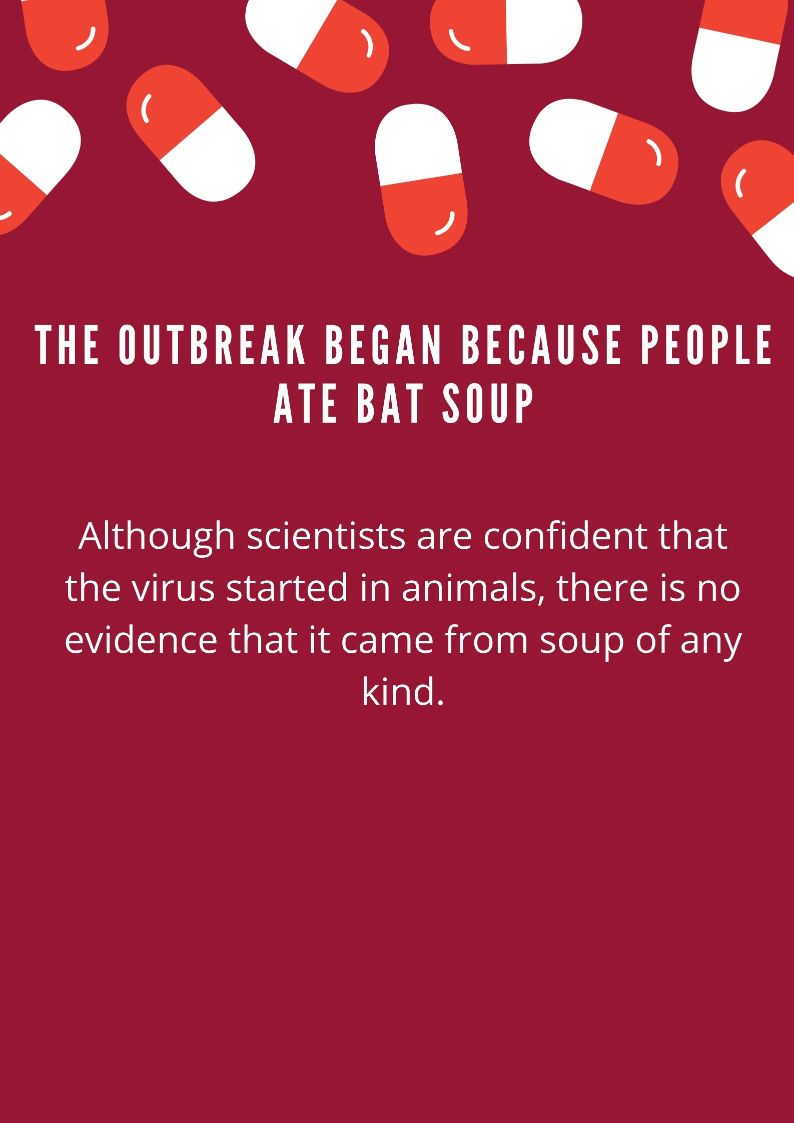 THE OUTBREAK BEGAN BECAUSE PEOPLE
ATE BAT SOUP
Although scientists are confident that
the virus started in animals, there is no
evidence that it came from soup of any
kind.